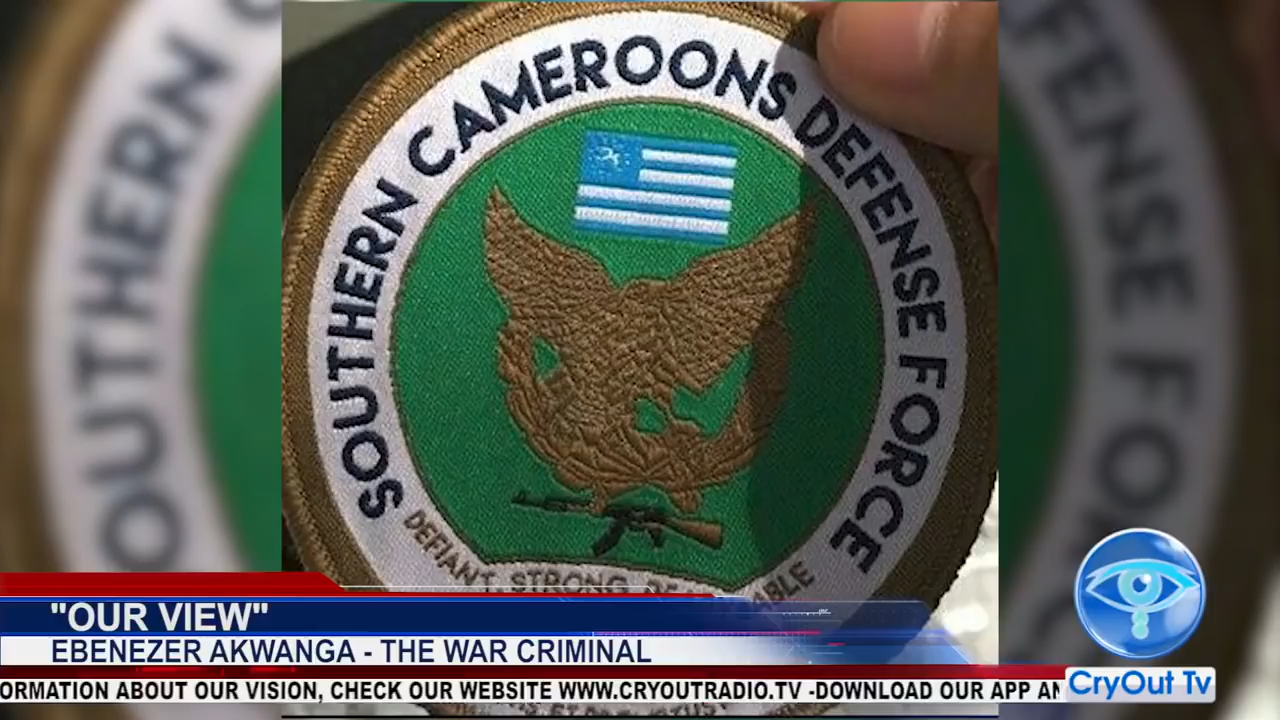 SOUTHERN CAMEROONS DEFENSE FORCE
DEFIANT, STRONG,
"OUR VIEW"
EBENEZER AKWANGA - THE WAR CRIMINAL
ORMATION ABOUT OUR VISION, CHECK OUR WEBSITE WWW.CRYOUTRADIO.TV -DOWNLOAD OUR APP AN
CryOut Tv